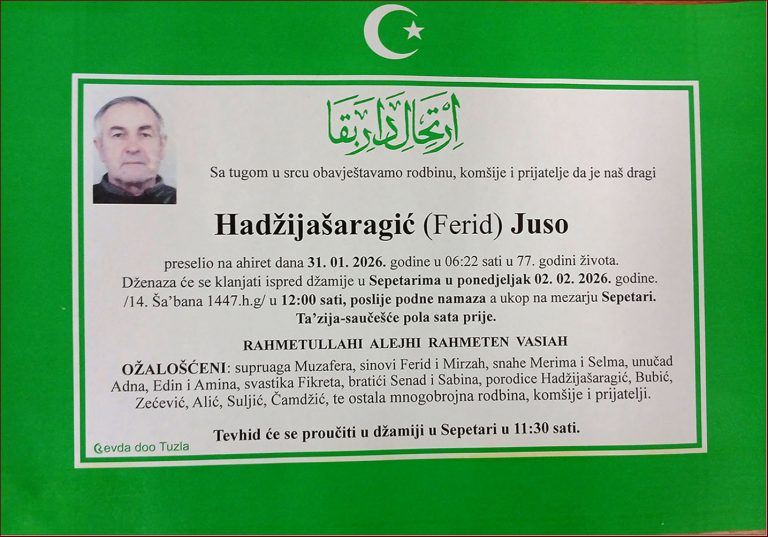 اِرْتِحَالِ دَارِ بَقَا
Sa tugom u srcu obavještavamo rodbinu, komšije i prijatelje da je naš dragi
Hadžijašaragić (Ferid) Juso
preselio na ahiret dana 31. 01. 2026. godine u 06:22 sati u 77. godini života.
Dženaza će se klanjati ispred džamije u Sepetarima u ponedjeljak 02. 02. 2026. godine.
/14. Ša’bana 1447.h.g/ u 12:00 sati, poslije podne namaza a ukop na mezarju Sepetari.
Ta’zija-saučešće pola sata prije.
RAHMETULLAHI ALEJHI RAHMETEN VASIAH
OŽALOŠĆENI: supruaga Muzafera, sinovi Ferid i Mirzah, snahe Merima i Selma, unučad
Adna, Edin i Amina, svastika Fikreta, bratići Senad i Sabina, porodice Hadžijašaragić, Bubić,
Zećević, Alić, Suljić, Čamdžić, te ostala mnogobrojna rodbina, komšije i prijatelji.
Tevhid će se proučiti u džamiji u Sepetari u 11:30 sati.
evda doo Tuzla